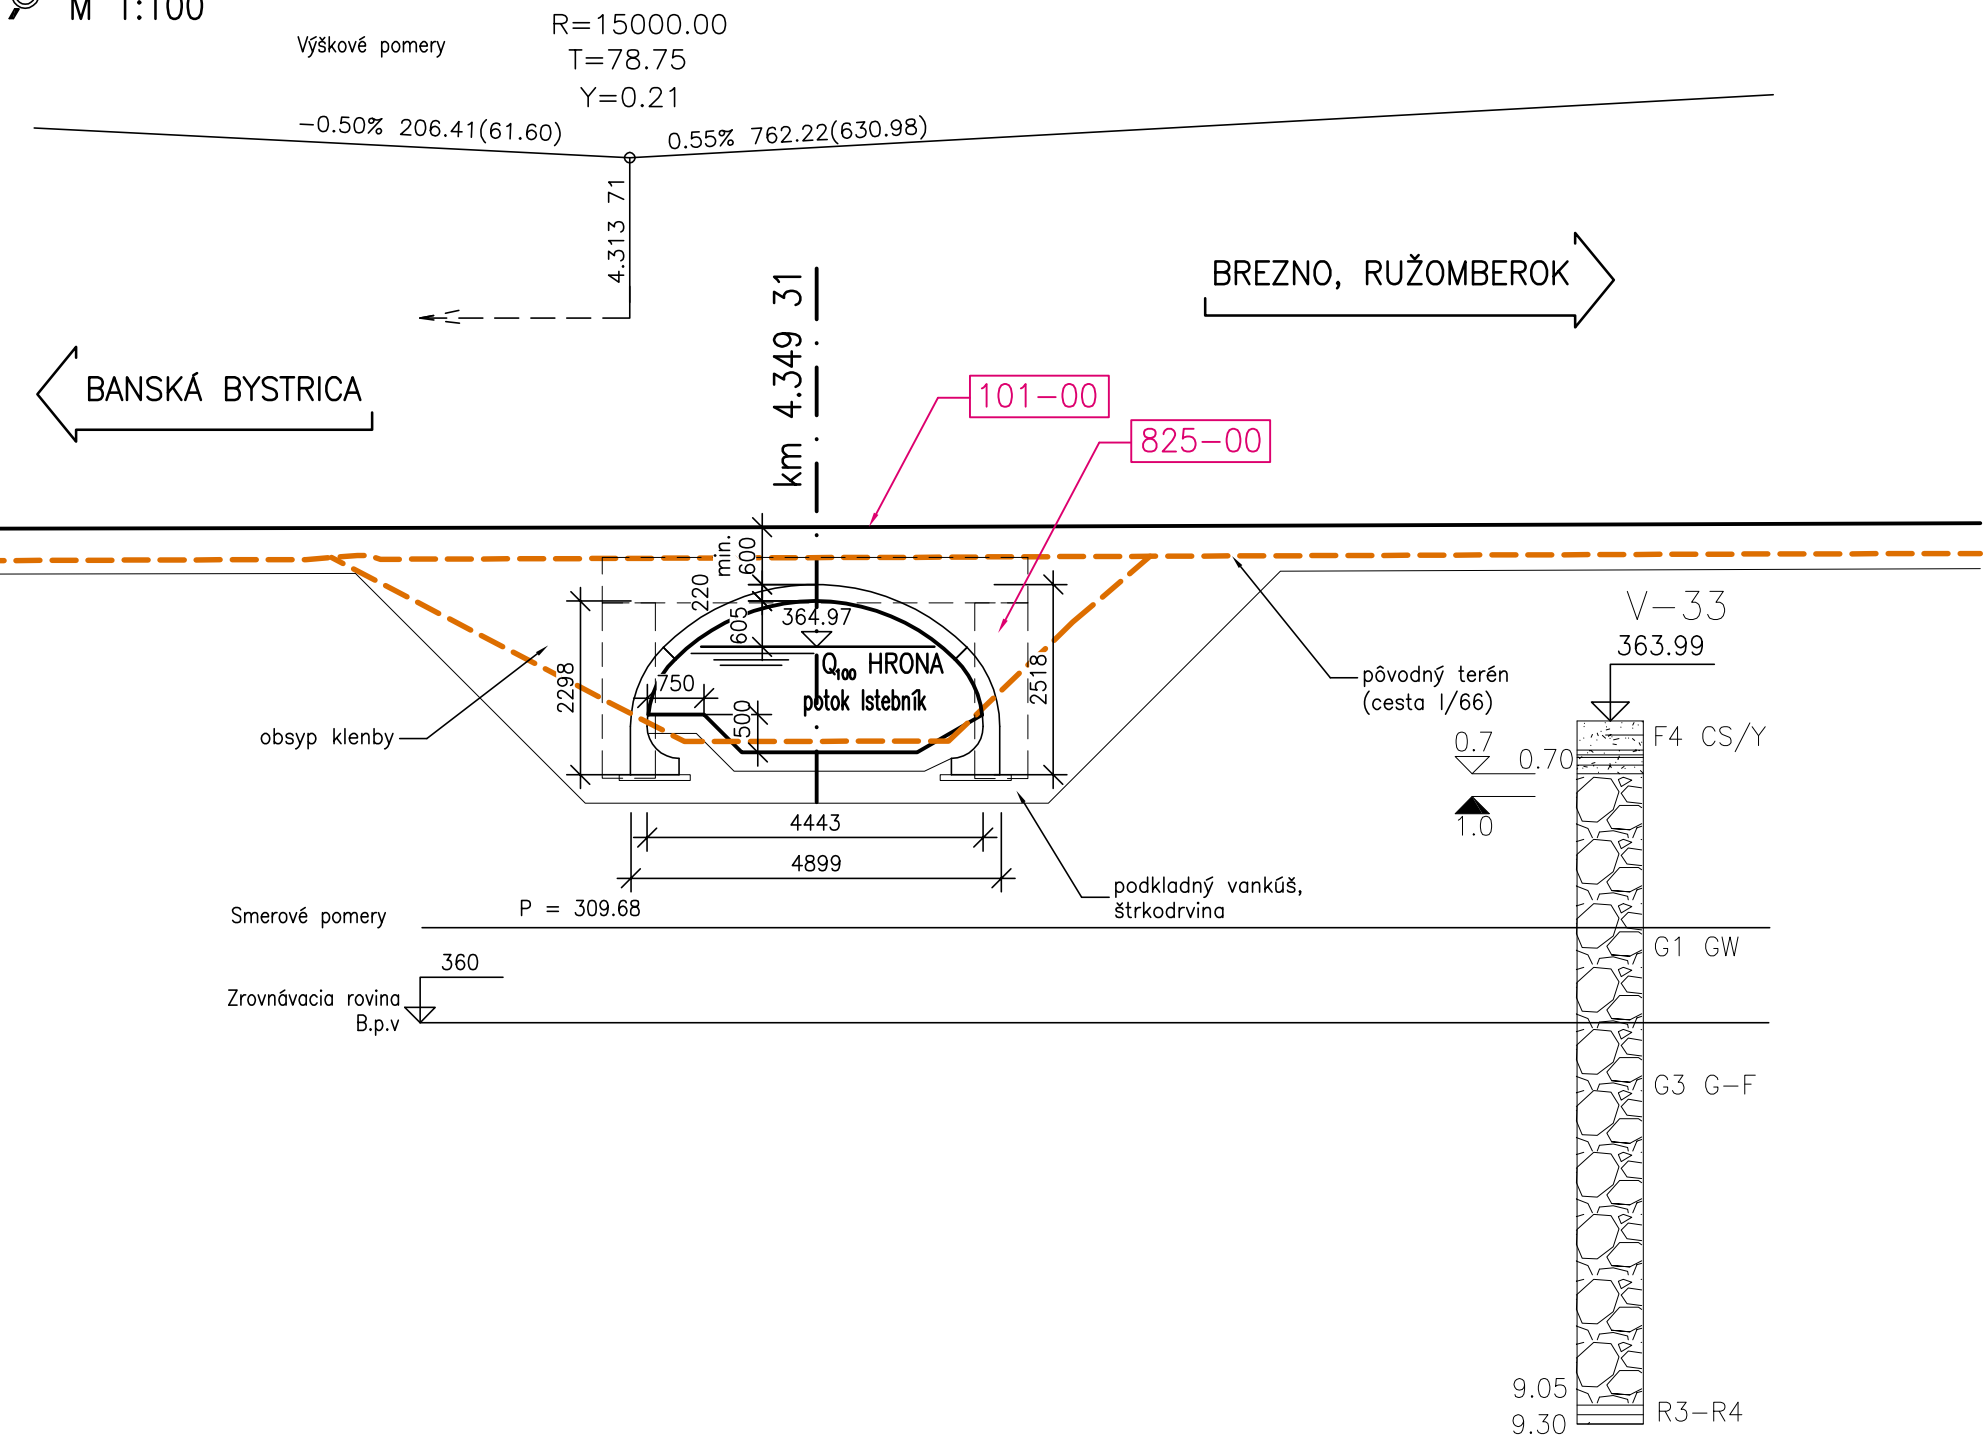 M 1:100
Výškové pomery
R=15000.00
T=78.75
Y=0.21
-0.50% 206.41(61.60)
0.55% 762.22(630.98)
4.313 71
km 4.349 31
BREZNO, RUŽOMBEROK
BANSKÁ BYSTRICA
101-00
825-00
min.
600
220
605
364.97
Q100 HRONA
potok Istebník
750
500
2298
2518
obsyp klenby
pôvodný terén
(cesta I/66)
V-33
363.99
F4 CS/Y
0.7
0.70
1.0
4443
4899
podkladný vankúš,
štrkodrvina
Smerové pomery
P = 309.68
G1 GW
360
Zrovnávacia rovina
B.p.v
G3 G-F
9.05
R3-R4
9.30